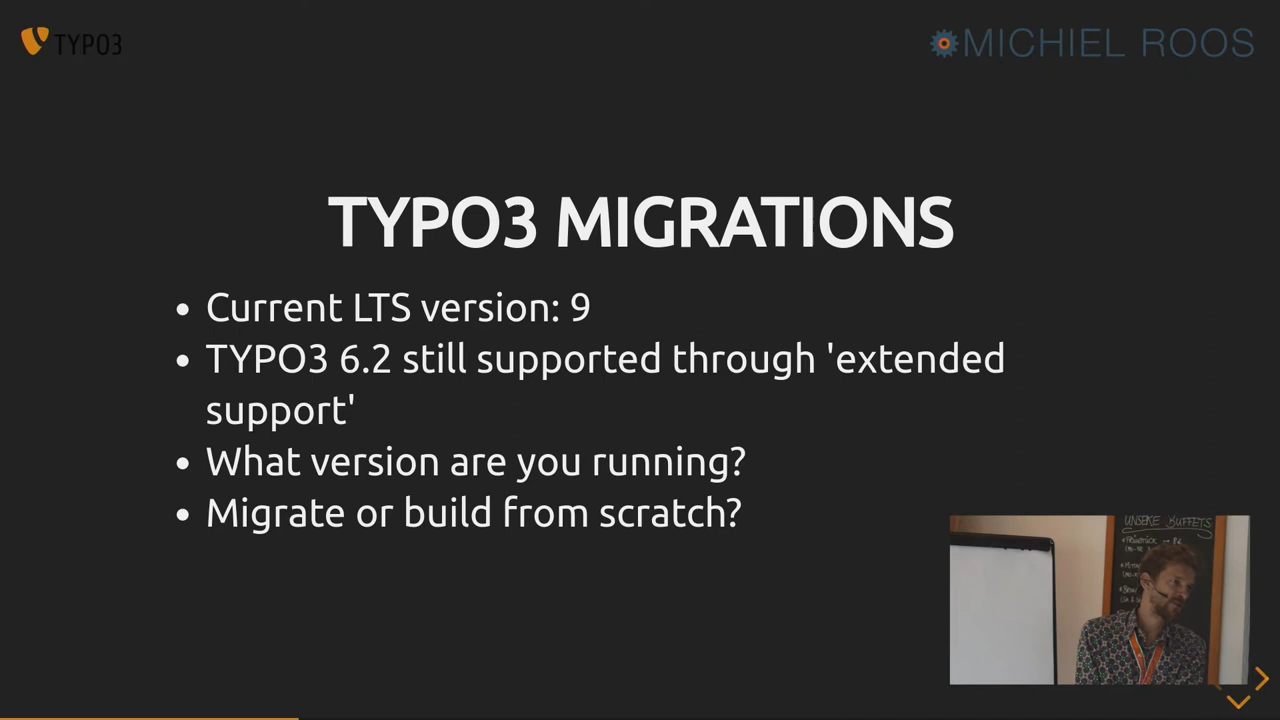 TYPO3
MICHIEL ROOS
TYPO3 MIGRATIONS
• Current LTS version: 9
• TYPO3 6.2 still supported through 'extended
support'
• What version are you running?
• Migrate or build from scratch?
UNSERE BUFFETS